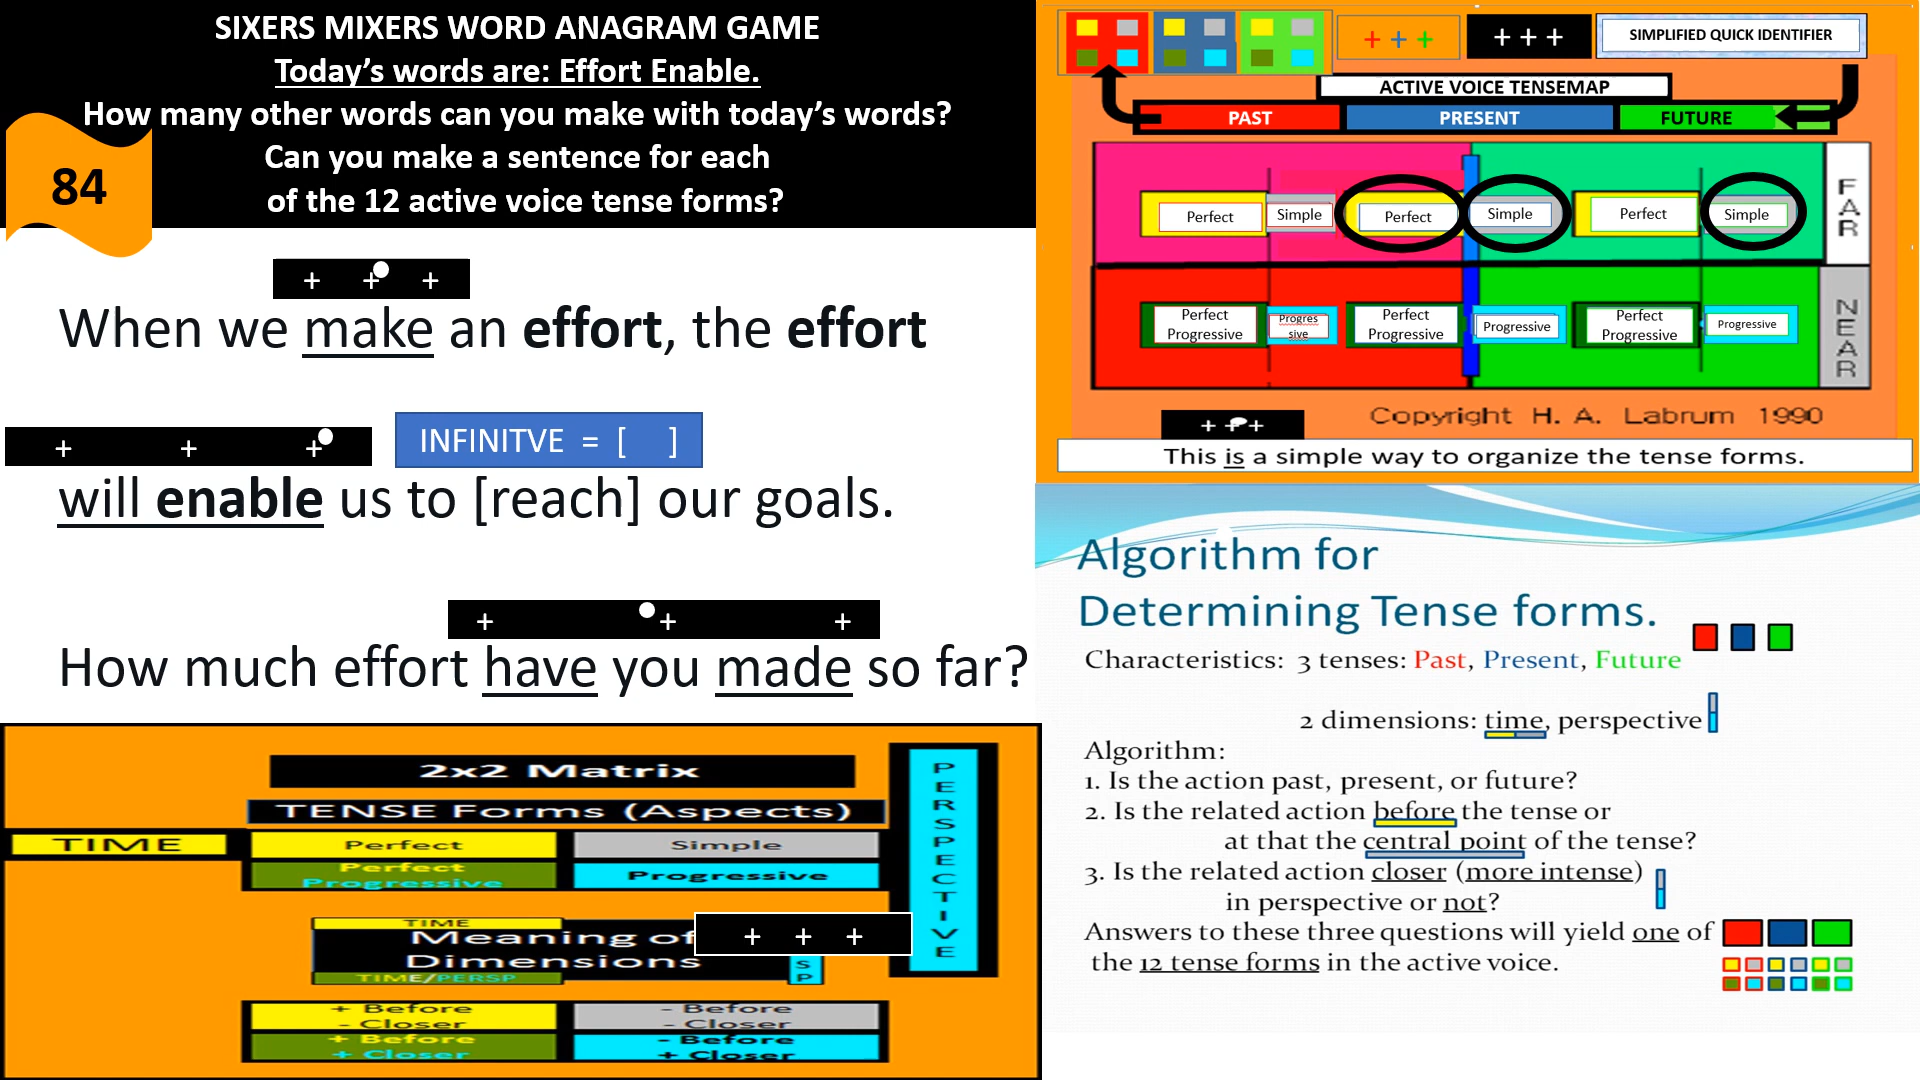 SIXERS MIXERS WORD ANAGRAM GAME
Today's words are: Effort Enable.
How many other words can you make with today's words?
Can you make a sentence for each
of the 12 active voice tense forms?
84
+ + +
When we make an effort, the effort
+ + +
INFINITVE = [ ]
will enable us to [reach] our goals.
+ + +
How much effort have you made so far?
2x2 Matrix
TENSE Forms (Aspects)
TIME
Perfect
Simple
Perfect
Progressive
Progressive
PERSPECTIVE
TIME
Meaning of
Dimensions
+ + +
TIME/PERSP
SP
+ Before
- Closer
- Before
- Closer
+ Before
+ Closer
- Before
+ Closer
+ + +
+ + +
SIMPLIFIED QUICK IDENTIFIER
ACTIVE VOICE TENSEMAP
PAST
PRESENT
FUTURE
Perfect
Simple
Perfect
Simple
Perfect
Simple
FAR
Perfect
Progressive
Progres
sive
Perfect
Progressive
Progressive
Perfect
Progressive
Progressive
NEAR
Copyright H. A. Labrum 1990
+ + +
This is a simple way to organize the tense forms.
Algorithm for
Determining Tense forms.
Characteristics: 3 tenses: Past, Present, Future
2 dimensions: time, perspective
Algorithm:
1. Is the action past, present, or future?
2. Is the related action before the tense or
at that the central point of the tense?
3. Is the related action closer (more intense)
in perspective or not?
Answers to these three questions will yield one of
the 12 tense forms in the active voice.